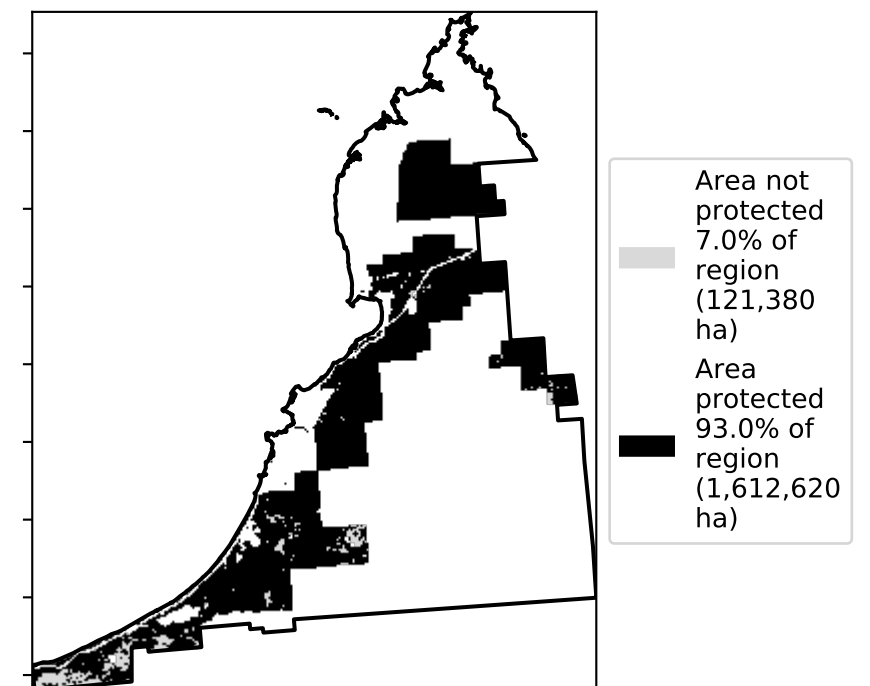 Area not
protected
7.0% of
region
(121,380
ha)
Area
protected
93.0% of
region
(1,612,620
ha)